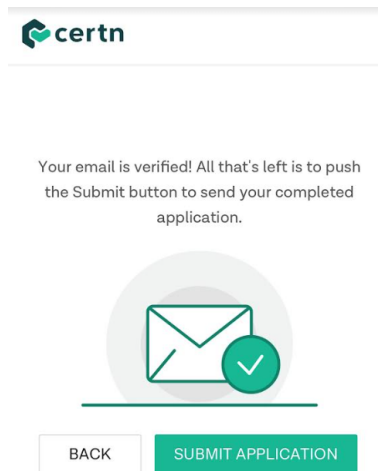 certn
Your email is verified! All that's left is to push
the Submit button to send your completed
application.
BACK
SUBMIT APPLICATION